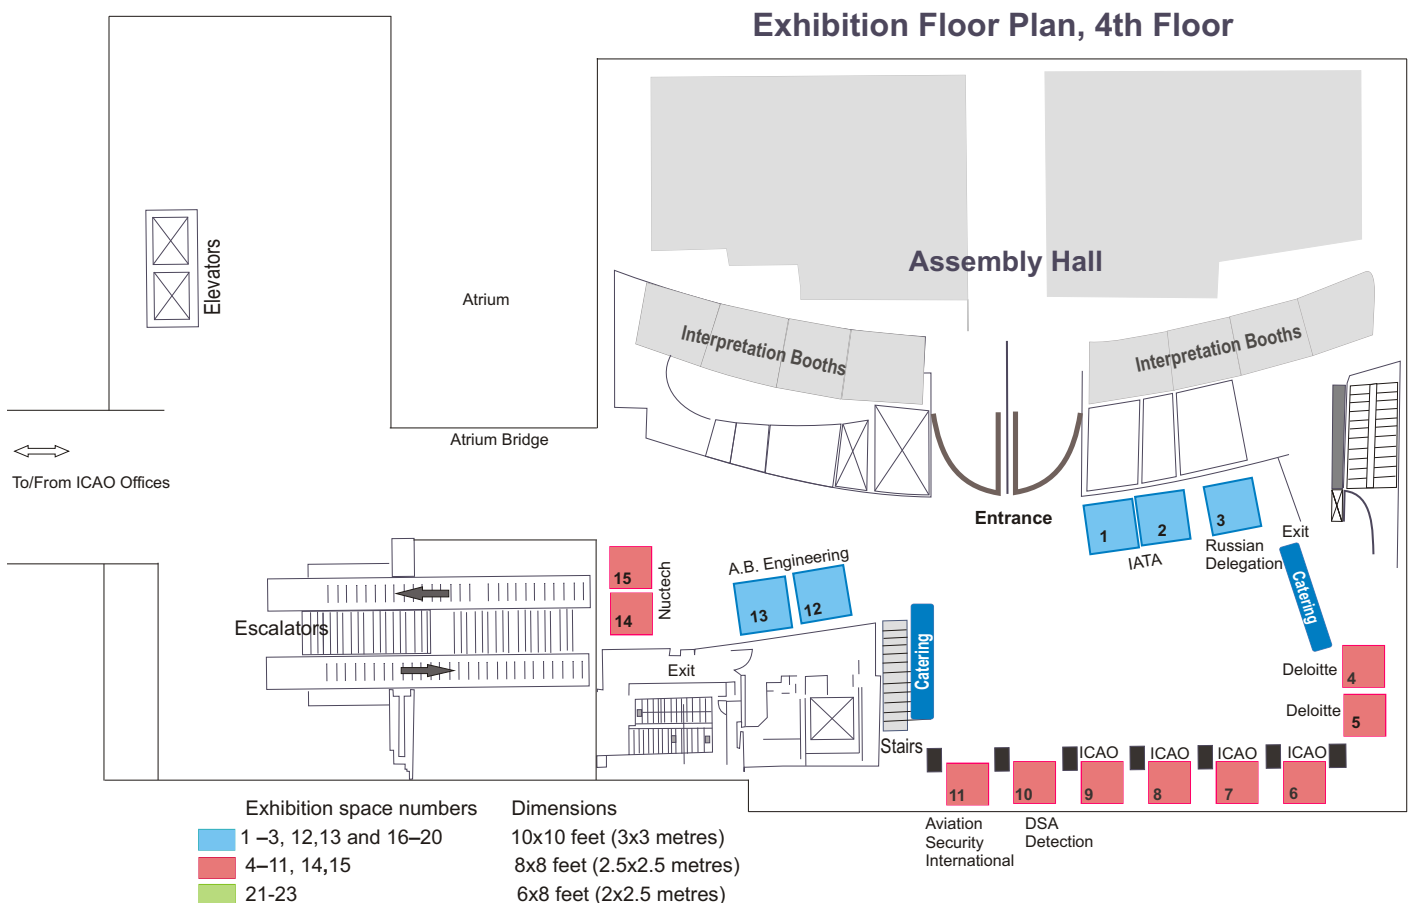 Exhibition Floor Plan, 4th Floor
Elevators
Atrium
Assembly Hall
Interpretation Booths
Interpretation Booths
Atrium Bridge
To/From ICAO Offices
Entrance
1
2
3
IATA
Russian
Delegation
Exit
Catering
A.B. Engineering
13
12
15
14
Nuctech
Escalators
Exit
Catering
Stairs
Deloitte
4
Deloitte
5
ICAO
ICAO
ICAO
ICAO
11
10
9
8
7
6
Aviation
Security
International
DSA
Detection
Exhibition space numbers
Dimensions
1 –3, 12,13 and 16–20
10x10 feet (3x3 metres)
4–11, 14,15
8x8 feet (2.5x2.5 metres)
21-23
6x8 feet (2x2.5 metres)